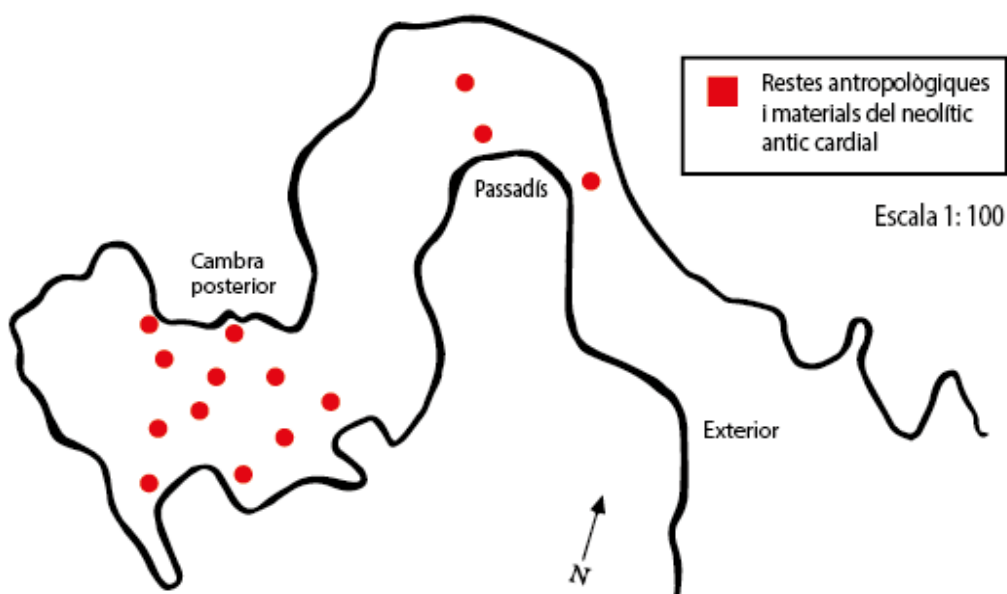 Restes antropològiques
i materials del neolític
antic cardial
Escala 1: 100
Passadís
Cambra
posterior
Exterior
N